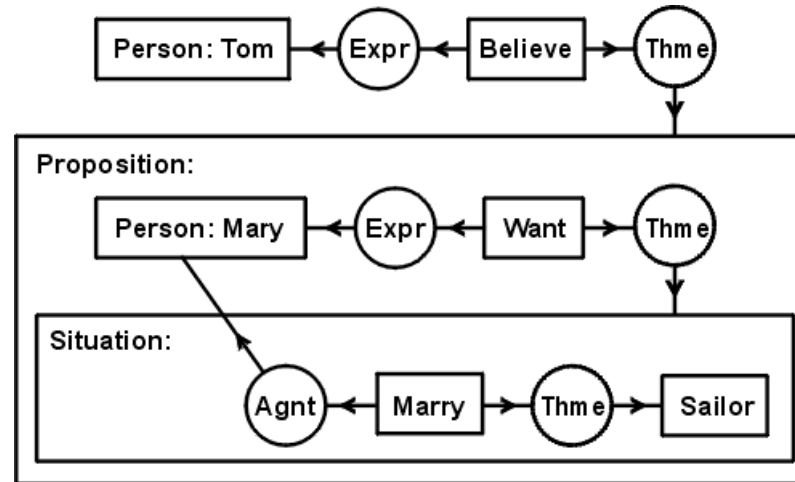 Person: Tom Expr Believe Thme
Proposition:
Person: Mary Expr Want Thme
Situation:
Agnt Marry Thme Sailor